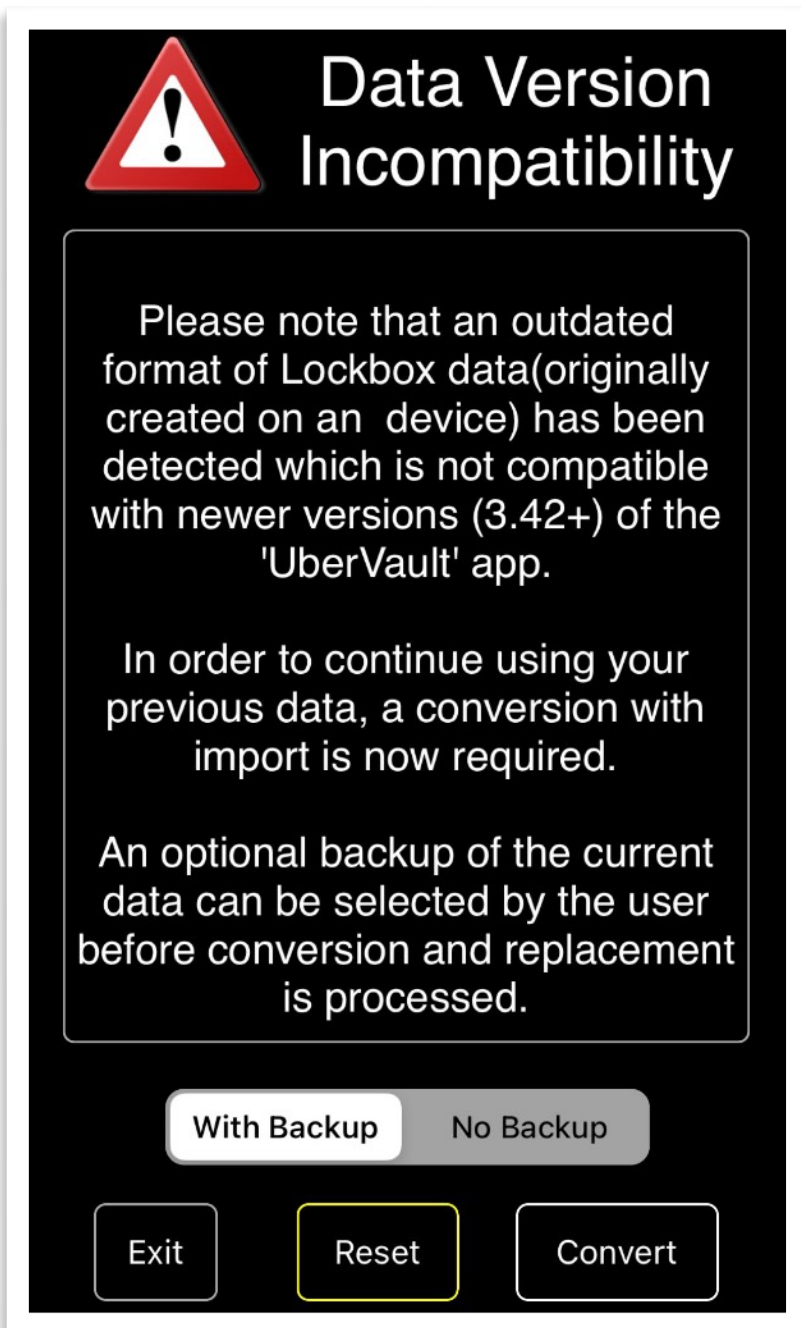 Data Version
Incompatibility
Please note that an outdated
format of Lockbox data(originally
created on an  device) has been
detected which is not compatible
with newer versions (3.42+) of the
'UberVault' app.
In order to continue using your
previous data, a conversion with
import is now required.
An optional backup of the current
data can be selected by the user
before conversion and replacement
is processed.
With Backup No Backup
Exit Reset Convert